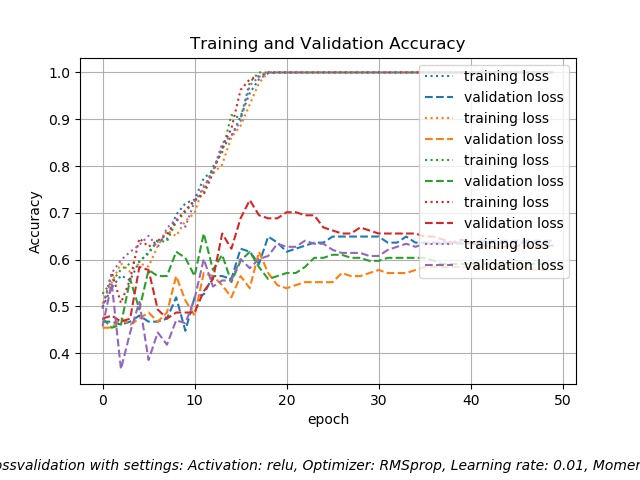 Training and Validation Accuracy
1.0
0.9
0.8
0.7
0.6
0.5
0.4
Accuracy
training loss
validation loss
training loss
validation loss
training loss
validation loss
training loss
validation loss
training loss
validation loss
0 10 20 30 40 50
epoch
ossvalidation with settings: Activation: relu, Optimizer: RMSprop, Learning rate: 0.01, Momen